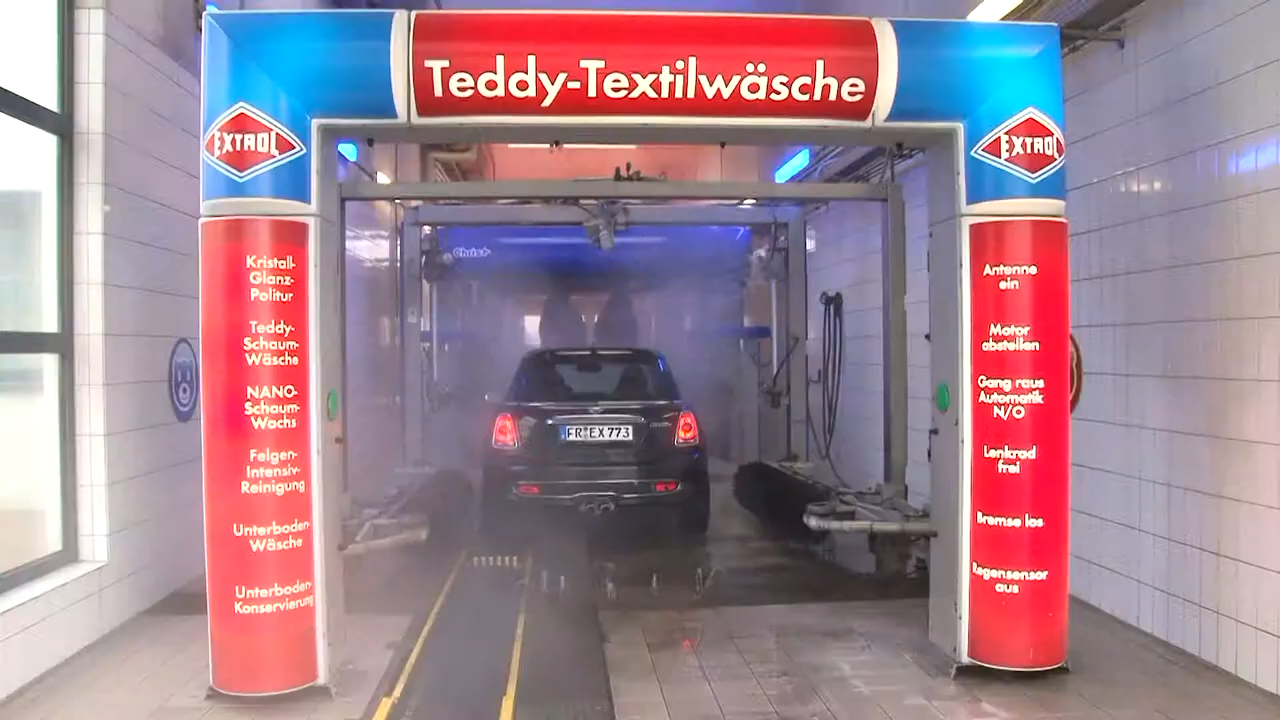 Teddy-Textilwäsche
EXTROL
EXTROL
Christ
Kristall-
Glanz-
Politur
Teddy-
Schaum-
Wäsche
NANO-
Schaum-
Wachs
Felgen-
Intensiv-
Reinigung
Unterboden-
Wäsche
Unterboden-
Konservierung
Antenne
ein
Motor
abstellen
Gang raus
Automatik
N/O
Lenkrad
frei
Bremse los
Regensensor
aus
FR EX 773